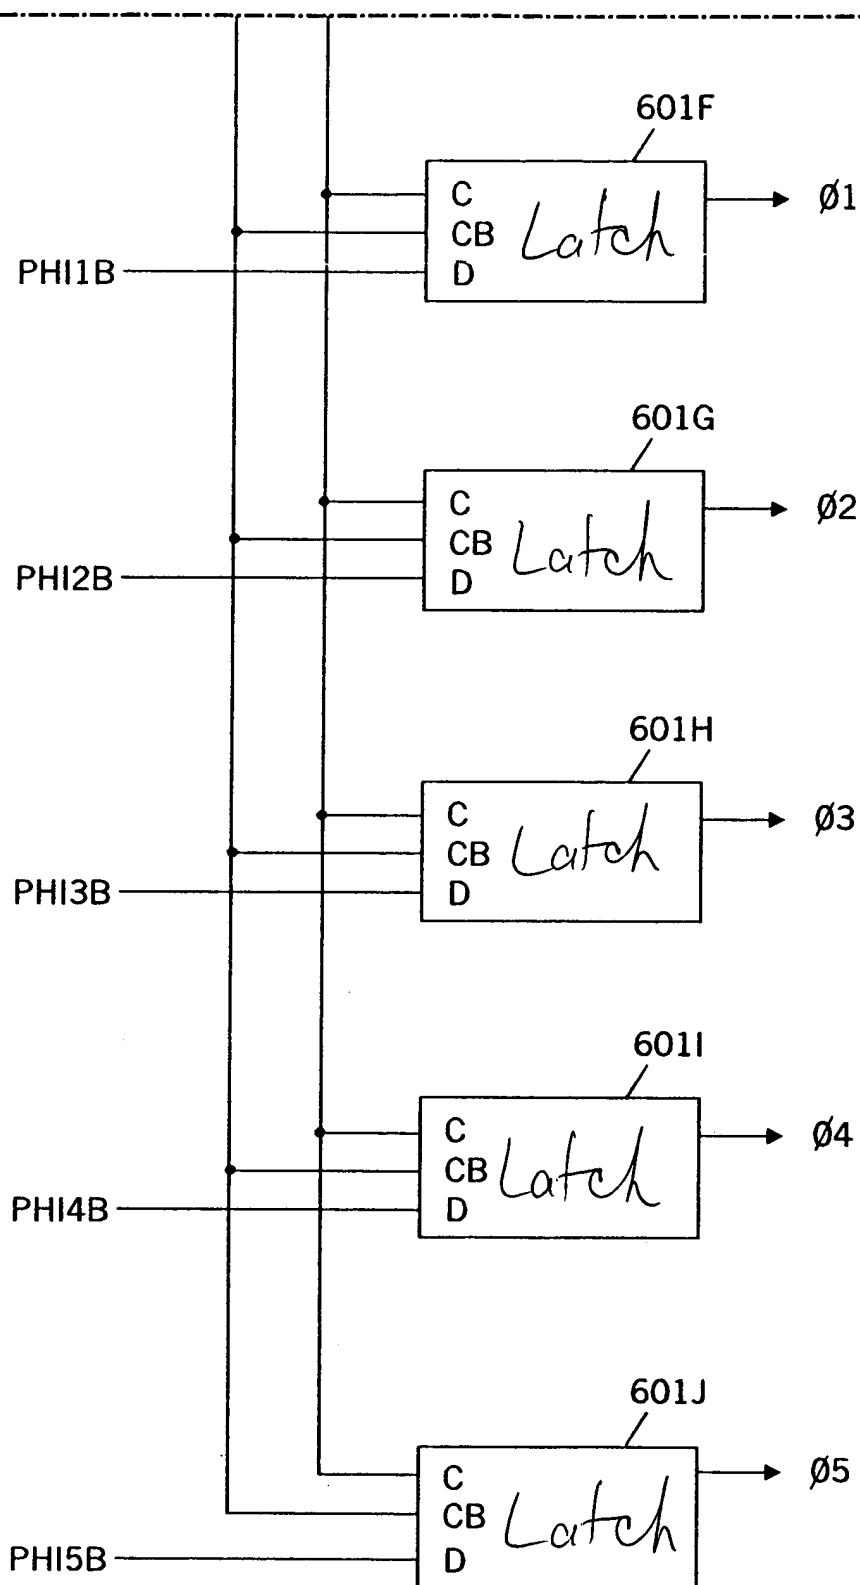 601F
C
CB Latch
D
PHI1B
Ø1
601G
C
CB Latch
D
PHI2B
Ø2
601H
C
CB Latch
D
PHI3B
Ø3
601I
C
CB Latch
D
PHI4B
Ø4
601J
C
CB Latch
D
PHI5B
Ø5